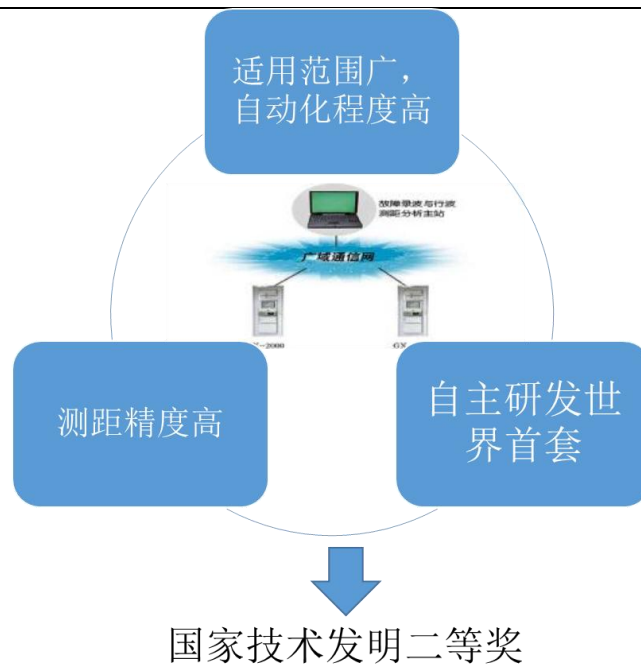 适用范围广，
自动化程度高
故障录波与行波
测距分析主站
广域通信网
-2000
GX
测距精度高
自主研发世
界首套
国家技术发明二等奖